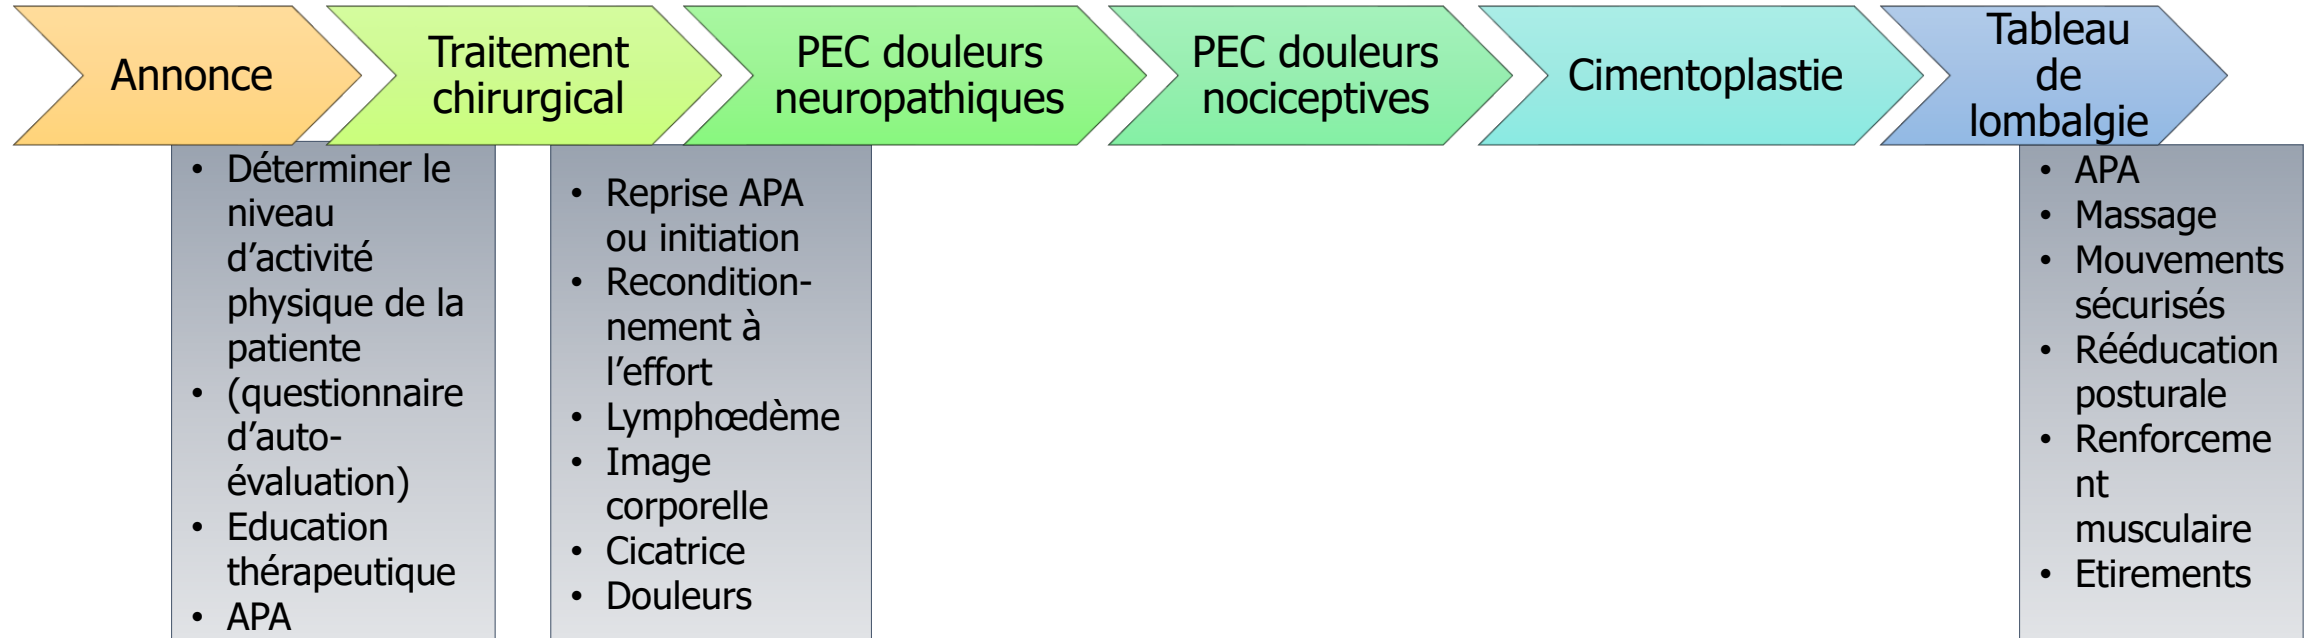 Annonce
Traitement
chirurgical
PEC douleurs
neuropathiques
PEC douleurs
nociceptives
Cimentoplastie
Tableau
de
lombalgie
• Déterminer le
niveau
d’activité
physique de la
patiente
• (questionnaire
d’auto-
évaluation)
• Education
thérapeutique
• APA
• Reprise APA
ou initiation
• Recondition-
nement à
l’effort
• Lymphœdème
• Image
corporelle
• Cicatrice
• Douleurs
• APA
• Massage
• Mouvements
sécurisés
• Rééducation
posturale
• Renforceme
nt
musculaire
• Etirements